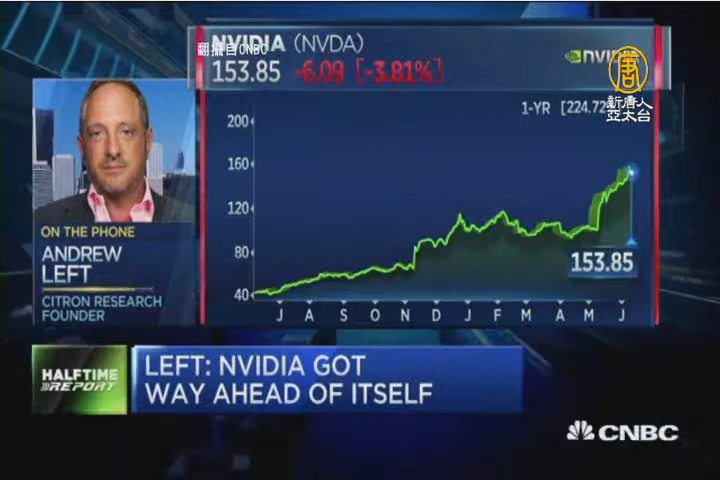 NVIDIA (NVDA)
翻攝自CNBC
153.85 -6.09 [-3.81%]
唐
新唐人
亞太台
1-YR [224.72
200
160
120
80
40
153.85
J A S O N D J F M A M J
ON THE PHONE
ANDREW
LEFT
CITRON RESEARCH
FOUNDER
HALFTIME
REPORT
LEFT: NVIDIA GOT
WAY AHEAD OF ITSELF
CNBC